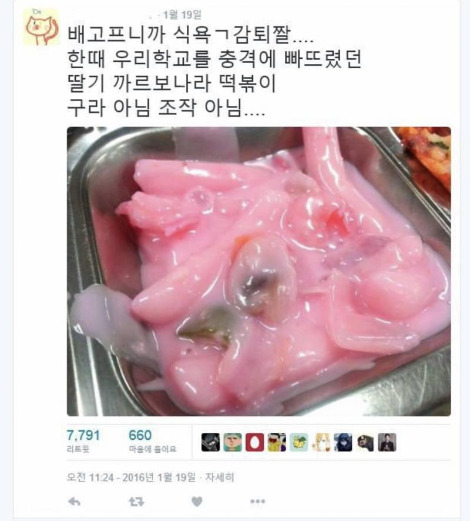 · 1월 19일
배고프니까 식욕ㄱ감퇴짤....
한때 우리학교를 충격에 빠뜨렸던
딸기 까르보나라 떡볶이
구라 아님 조작 아님....
7,791 660
리트윗 마음에 들어요
오전 11:24 - 2016년 1월 19일 · 자세히